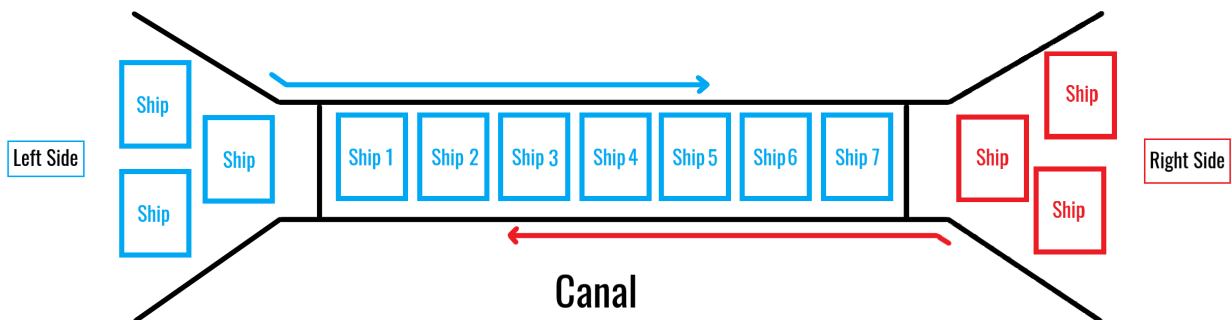 Ship
Ship
Ship
Left Side
Ship 1
Ship 2
Ship 3
Ship 4
Ship 5
Ship 6
Ship 7
Ship
Ship
Ship
Right Side
Canal